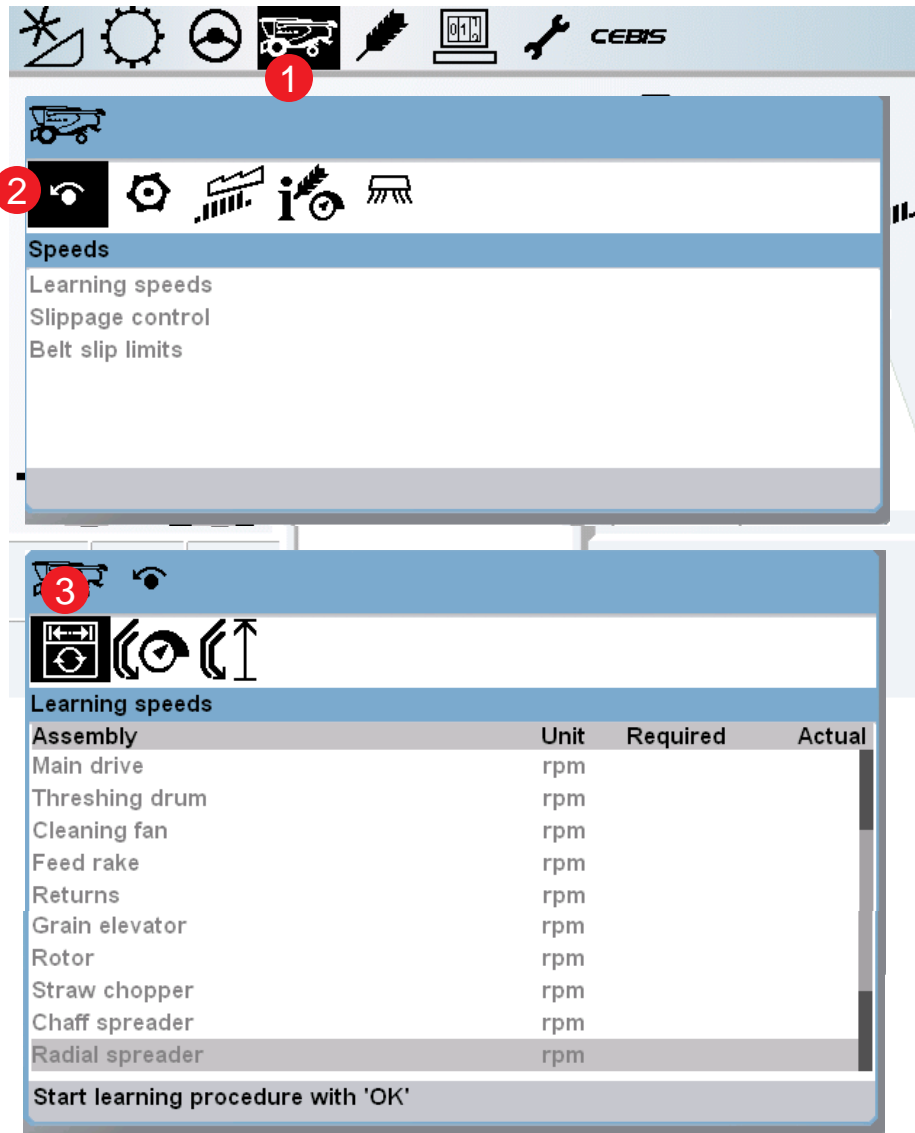 CEBIS
1
2
Speeds
Learning speeds
Slippage control
Belt slip limits
3
Learning speeds
Assembly Unit Required Actual
Main drive rpm
Threshing drum rpm
Cleaning fan rpm
Feed rake rpm
Returns rpm
Grain elevator rpm
Rotor rpm
Straw chopper rpm
Chaff spreader rpm
Radial spreader rpm
Start learning procedure with 'OK'